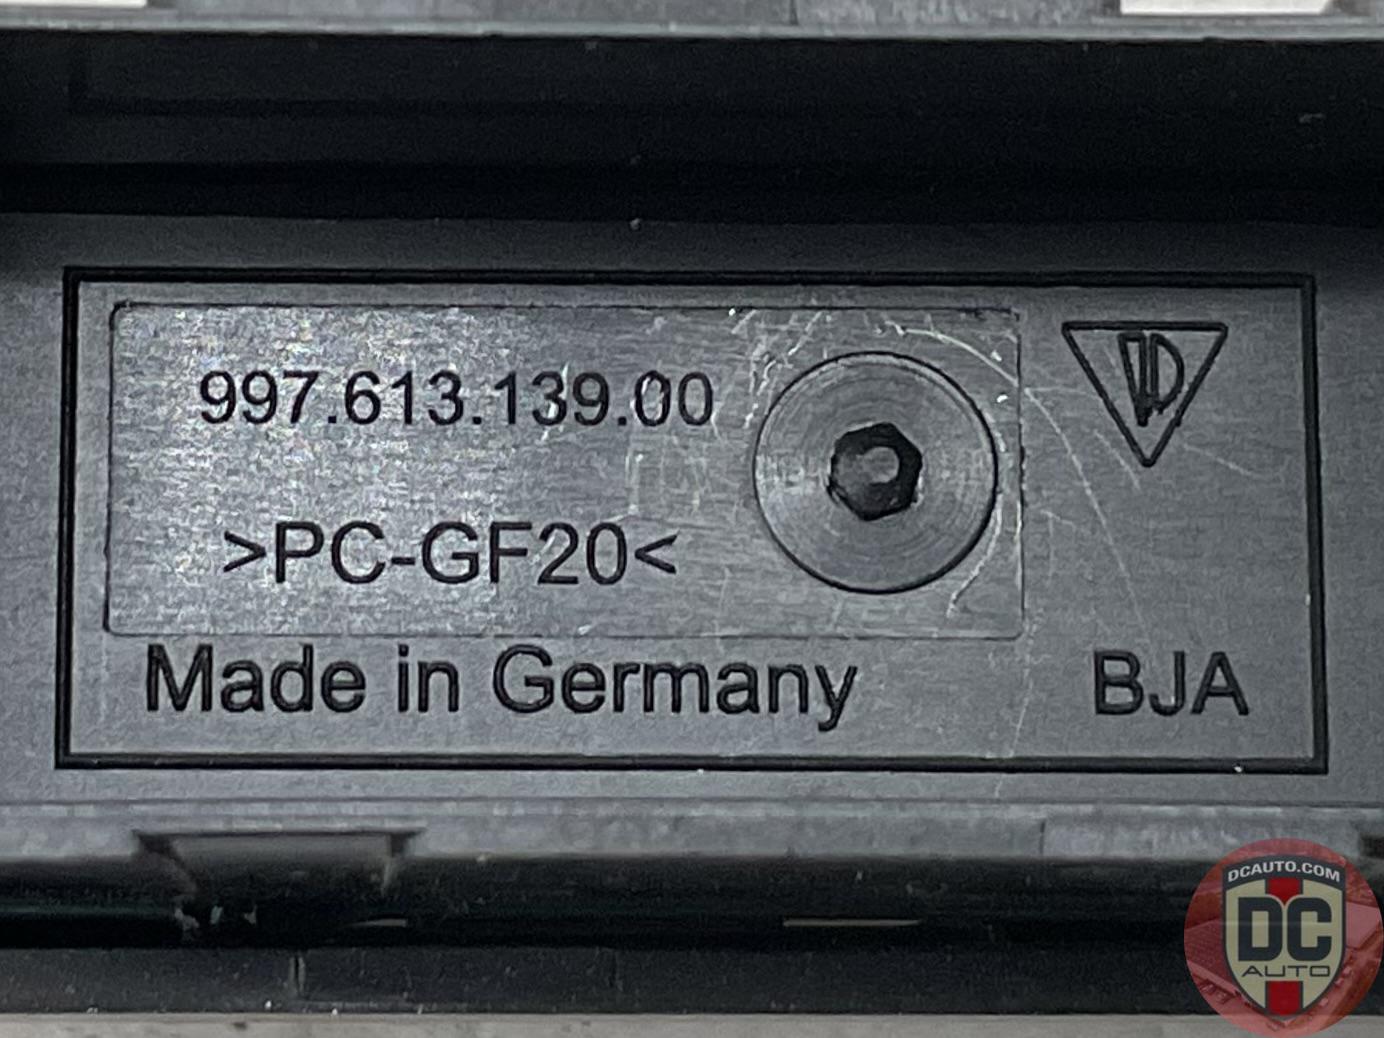 997.613.139.00
>PC-GF20<
Made in Germany
BJA
DCAUTO.COM
DC
AUTO